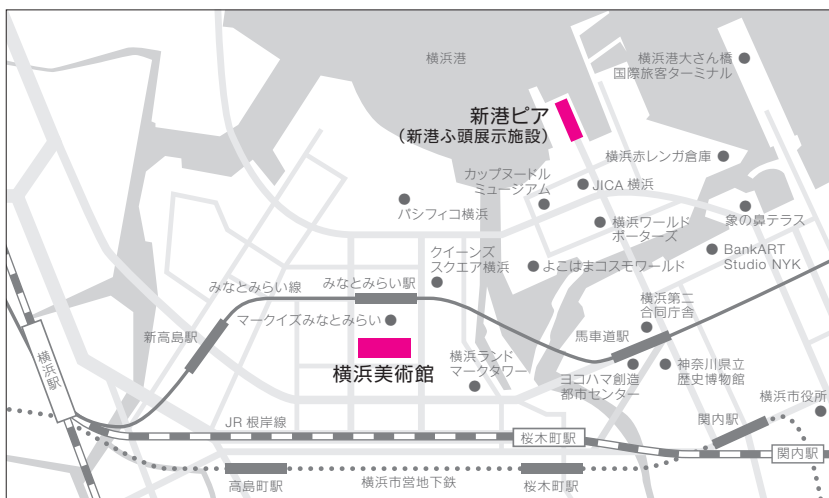 横浜港
横浜港大さん橋
国際旅客ターミナル
新港ピア
（新港ふ頭展示施設）
横浜赤レンガ倉庫
カップヌードル
ミュージアム
JICA 横浜
パシフィコ横浜
横浜ワールド
ポーターズ
象の鼻テラス
クイーンズ
スクエア横浜
BankART
Studio NYK
よこはまコスモワールド
みなとみらい線
みなとみらい駅
横浜第二
合同庁舎
新高島駅
マークイズみなとみらい
馬車道駅
横浜駅
横浜美術館
横浜ランド
マークタワー
ヨコハマ創造
都市センター
神奈川県立
歴史博物館
横浜市役所
JR 根岸線
桜木町駅
関内駅
関内駅
高島町駅
横浜市営地下鉄
桜木町駅